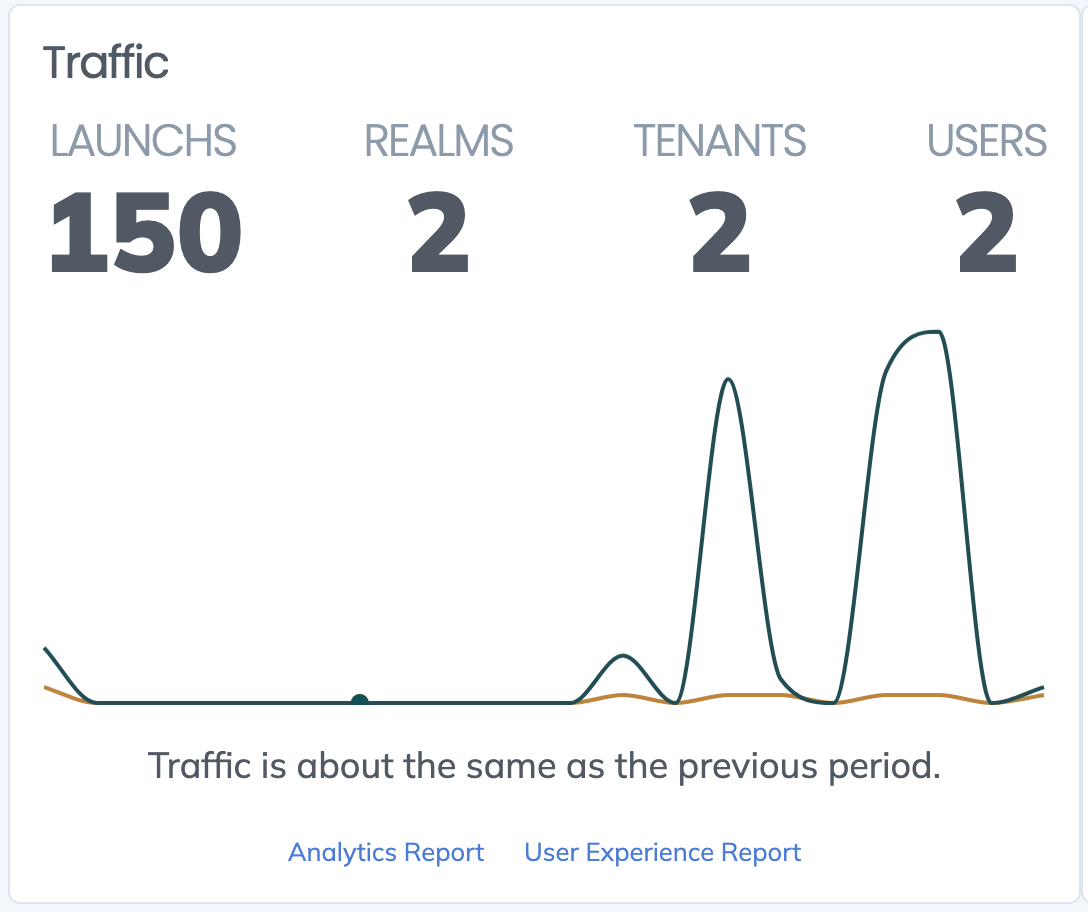 Traffic
LAUNCHS REALMS TENANTS USERS
150 2 2 2
Traffic is about the same as the previous period.
Analytics Report User Experience Report